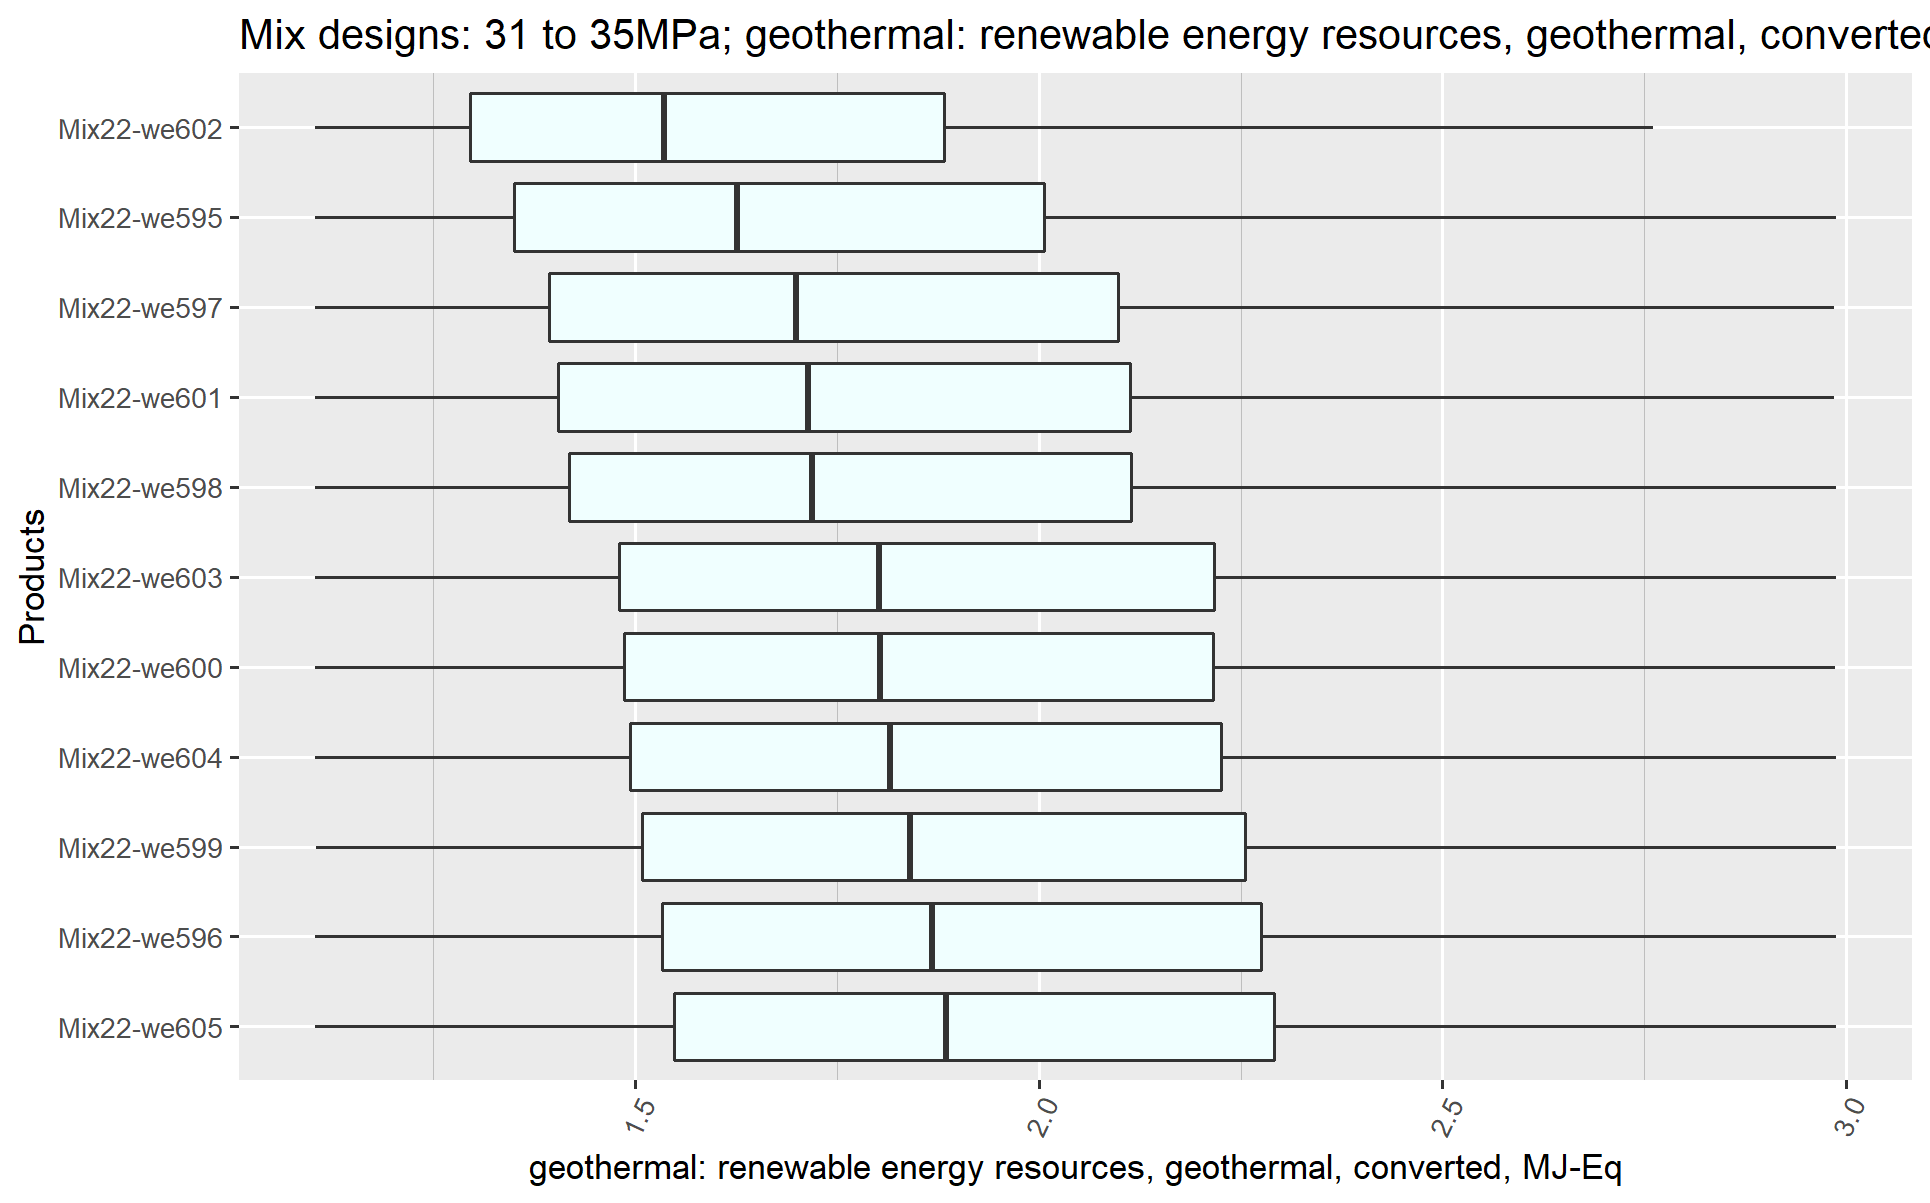 Mix designs: 31 to 35MPa; geothermal: renewable energy resources, geothermal, converted
Products
Mix22-we602
Mix22-we595
Mix22-we597
Mix22-we601
Mix22-we598
Mix22-we603
Mix22-we600
Mix22-we604
Mix22-we599
Mix22-we596
Mix22-we605
1.5 2.0 2.5 3.0
geothermal: renewable energy resources, geothermal, converted, MJ-Eq